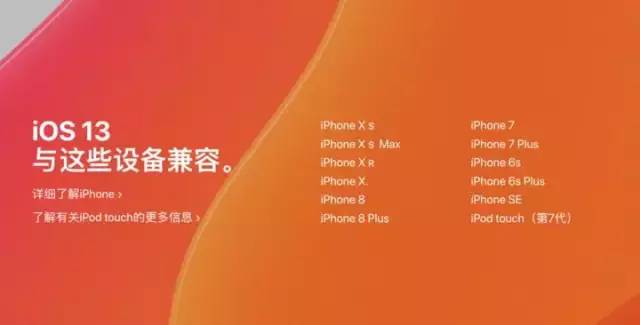 iOS 13
与这些设备兼容。
详细了解iPhone ›
了解有关iPod touch的更多信息 ›
iPhone X s
iPhone X s Max
iPhone X ʀ
iPhone X.
iPhone 8
iPhone 8 Plus
iPhone 7
iPhone 7 Plus
iPhone 6s
iPhone 6s Plus
iPhone SE
iPod touch（第7代）